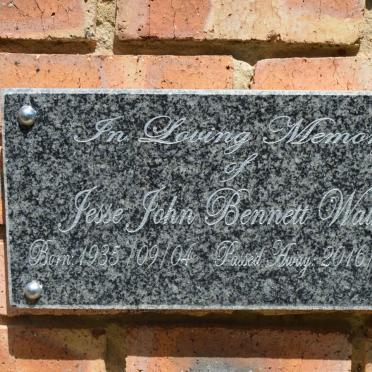 In Loving Memo
of
Jesse John Bennett Wal
Born: 1935/09/04 Passed Away: 2016/